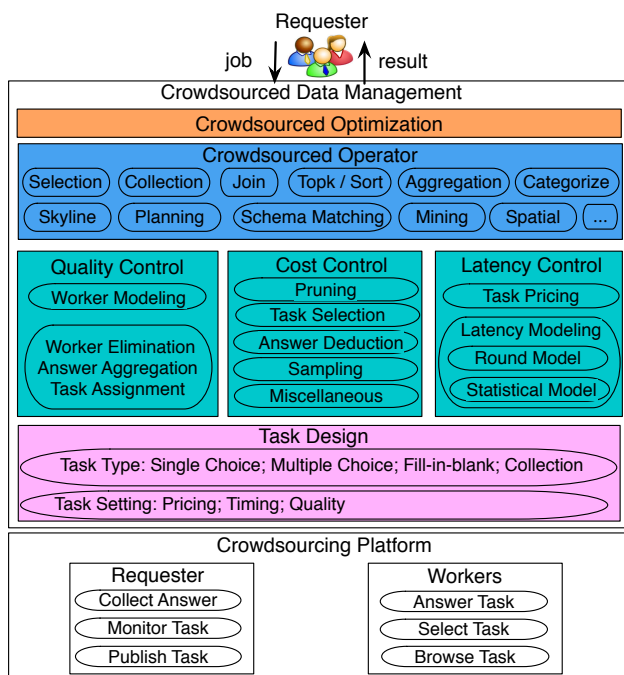 Requester
job
result
Crowdsourced Data Management
Crowdsourced Optimization
Crowdsourced Operator
Selection Collection Join Topk / Sort Aggregation Categorize
Skyline Planning Schema Matching Mining Spatial ...
Quality Control
Worker Modeling
Worker Elimination
Answer Aggregation
Task Assignment
Cost Control
Pruning
Task Selection
Answer Deduction
Sampling
Miscellaneous
Latency Control
Task Pricing
Latency Modeling
Round Model
Statistical Model
Task Design
Task Type: Single Choice; Multiple Choice; Fill-in-blank; Collection
Task Setting: Pricing; Timing; Quality
Crowdsourcing Platform
Requester
Collect Answer
Monitor Task
Publish Task
Workers
Answer Task
Select Task
Browse Task